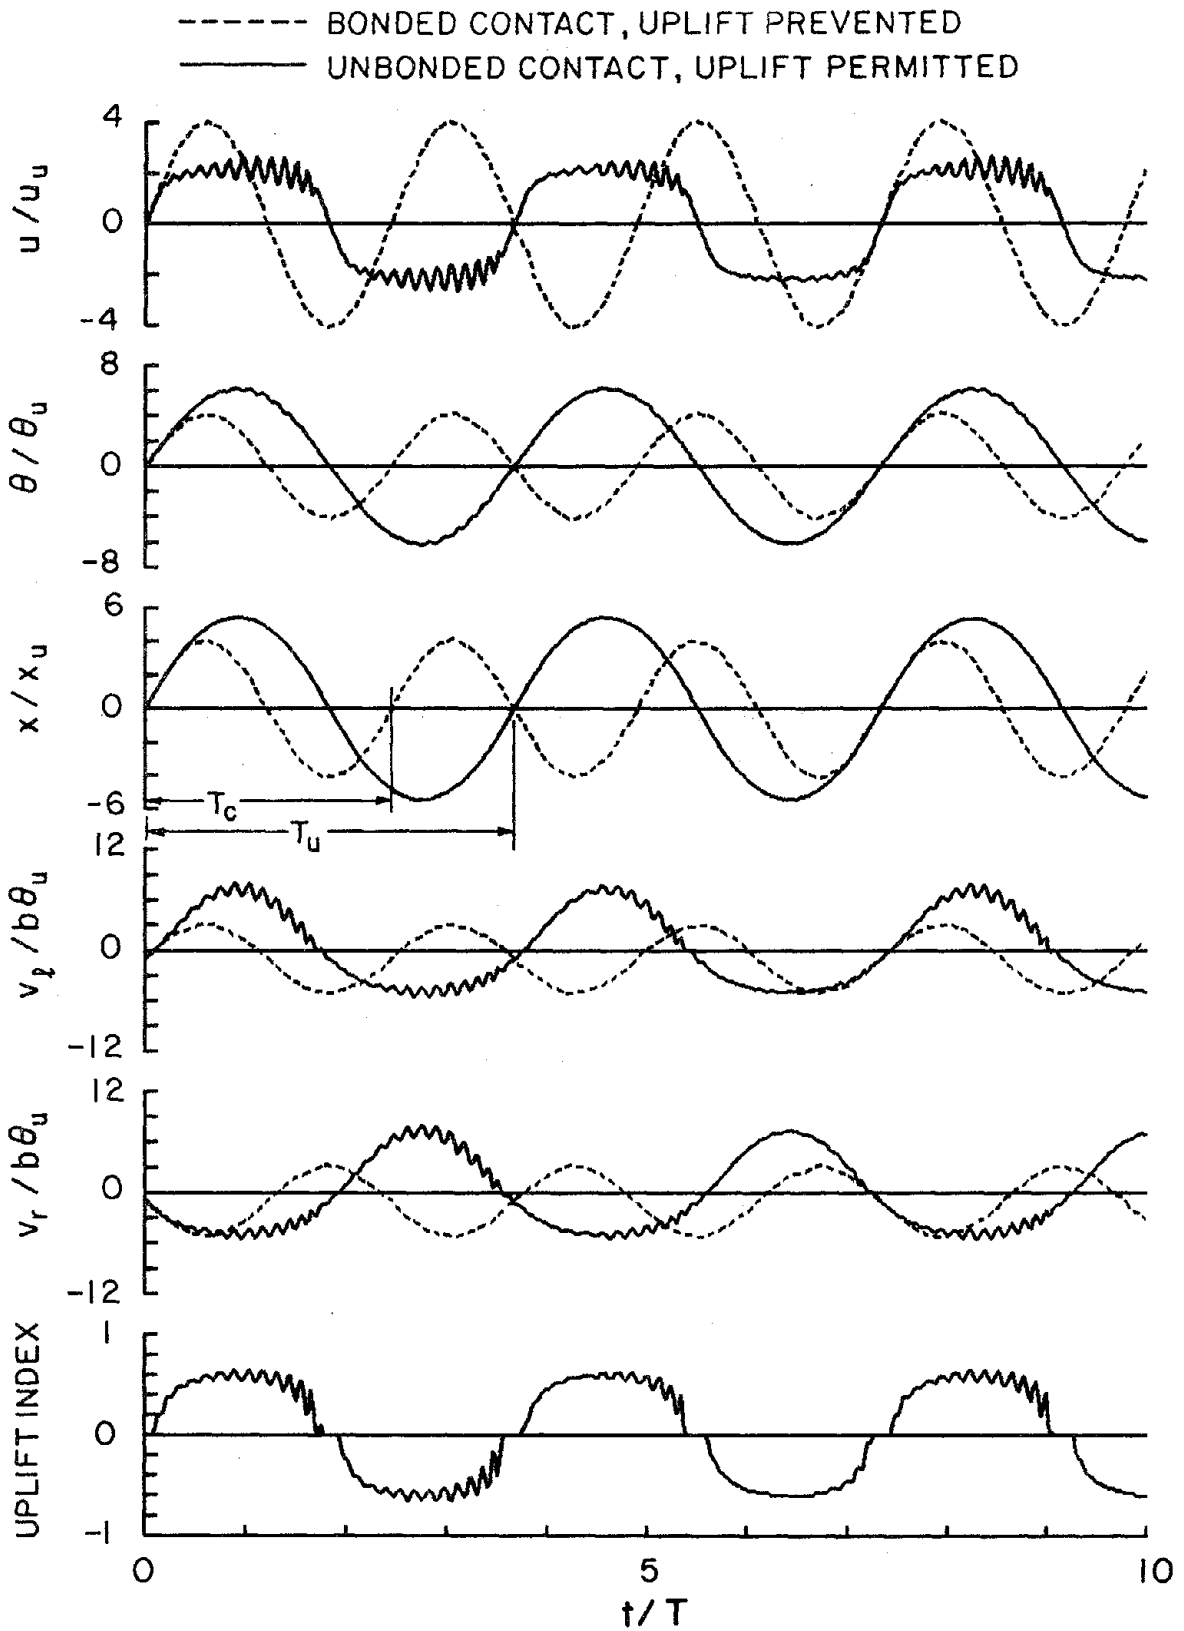 BONDED CONTACT, UPLIFT PREVENTED
UNBONDED CONTACT, UPLIFT PERMITTED
u/uu
4
0
-4
θ/θu
8
0
-8
x/xu
6
0
-6
Tc
Tu
vℓ/bθu
12
0
-12
vr/bθu
12
0
-12
UPLIFT INDEX
1
0
-1
0
5
10
t/T